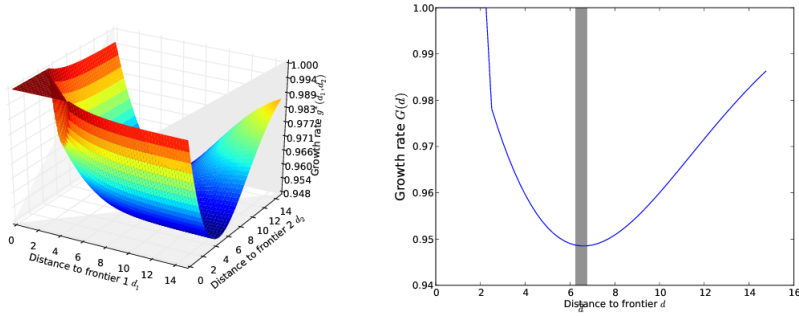 1.000
0.994
0.989
0.983
0.977
0.971
0.966
0.960
0.954
0.948
Growth rate g*(d₁,d₂)
0 2 4 6 8 10 12 14
Distance to frontier 1 d₁
0 2 4 6 8 10 12 14
Distance to frontier 2 d₂
1.00
0.99
0.98
0.97
0.96
0.95
0.94
Growth rate G(d)
0 2 4 6 8 10 12 14 16
Distance to frontier d